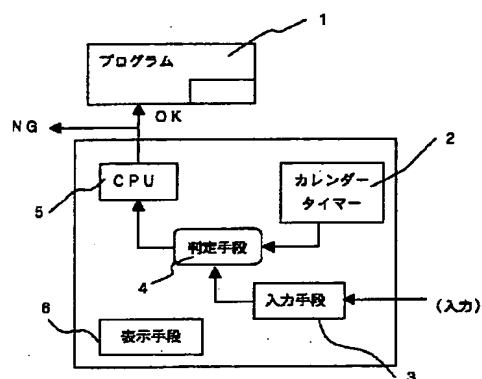 1
プログラム
OK
NG
2
CPU
カレンダー
タイマー
5
判定手段
4
入力手段
(入力)
6
表示手段
3